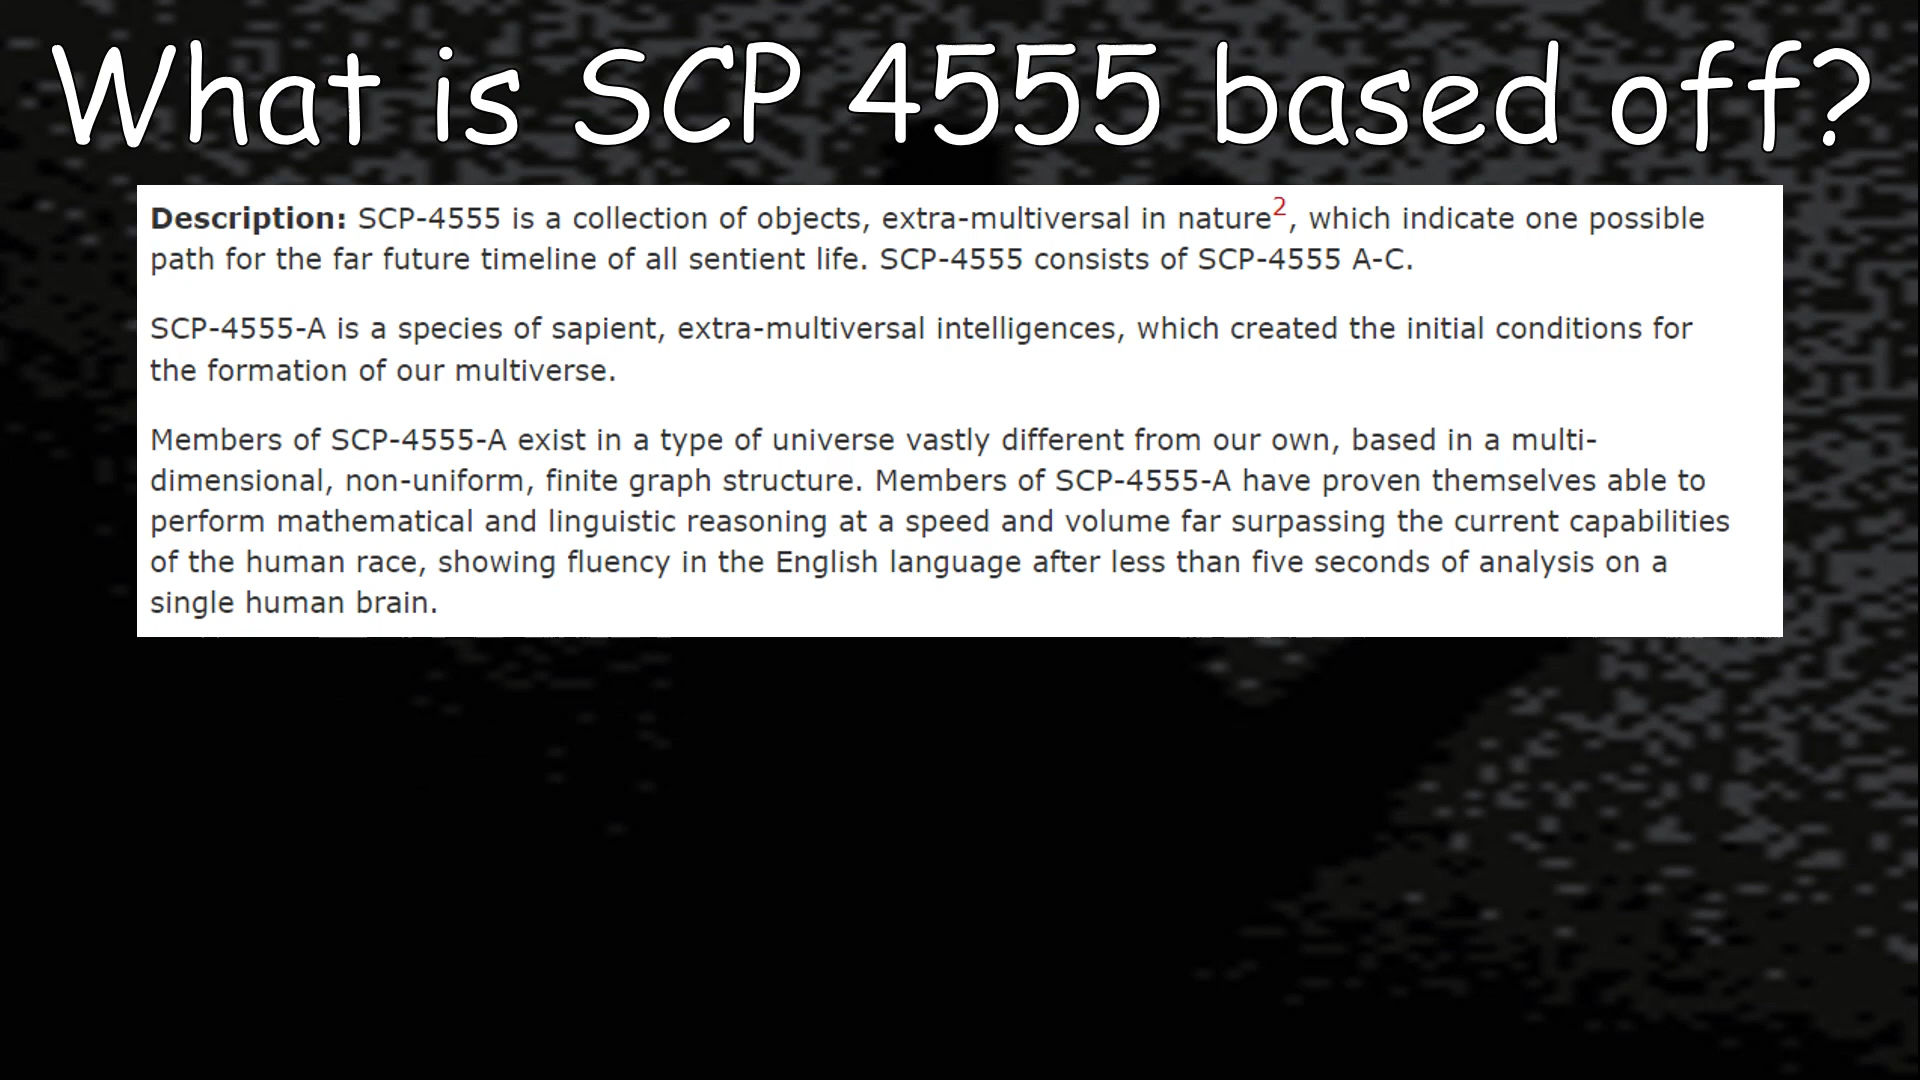 What is SCP 4555 based off?
Description: SCP-4555 is a collection of objects, extra-multiversal in nature2, which indicate one possible
path for the far future timeline of all sentient life. SCP-4555 consists of SCP-4555 A-C.
SCP-4555-A is a species of sapient, extra-multiversal intelligences, which created the initial conditions for
the formation of our multiverse.
Members of SCP-4555-A exist in a type of universe vastly different from our own, based in a multi-
dimensional, non-uniform, finite graph structure. Members of SCP-4555-A have proven themselves able to
perform mathematical and linguistic reasoning at a speed and volume far surpassing the current capabilities
of the human race, showing fluency in the English language after less than five seconds of analysis on a
single human brain.